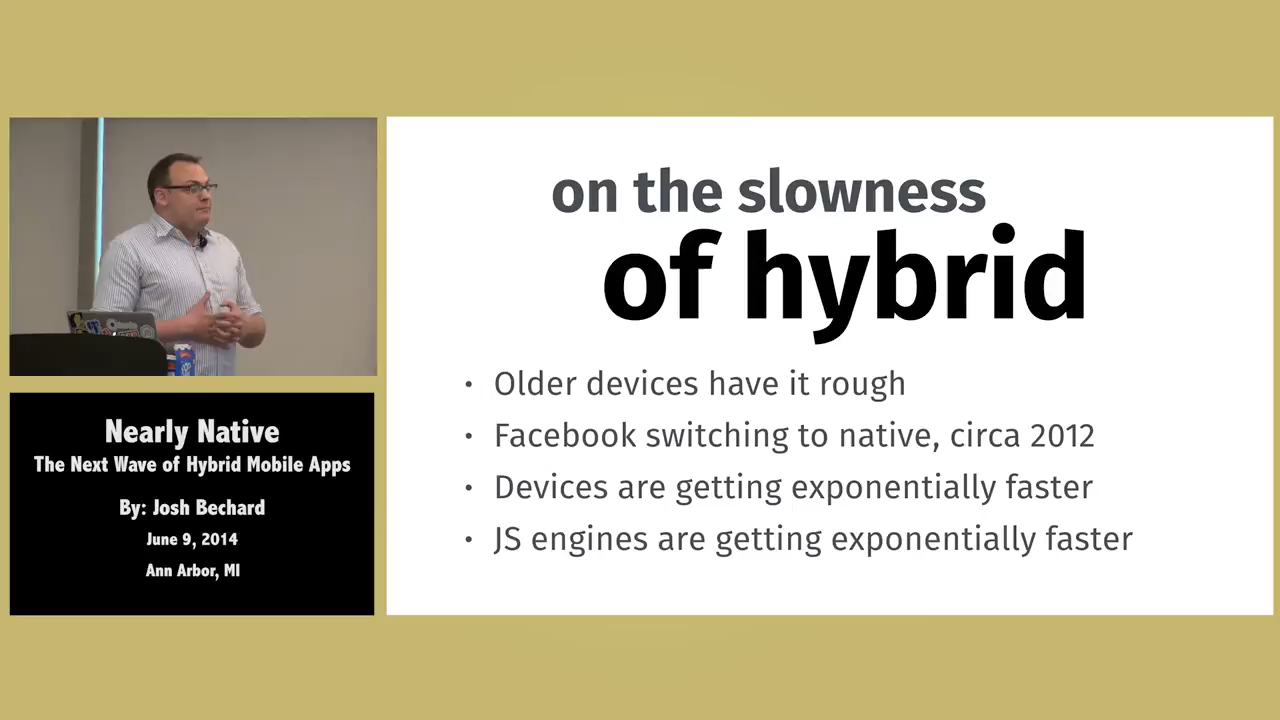 on the slowness
of hybrid
• Older devices have it rough
• Facebook switching to native, circa 2012
• Devices are getting exponentially faster
• JS engines are getting exponentially faster
Nearly Native
The Next Wave of Hybrid Mobile Apps
By: Josh Bechard
June 9, 2014
Ann Arbor, MI